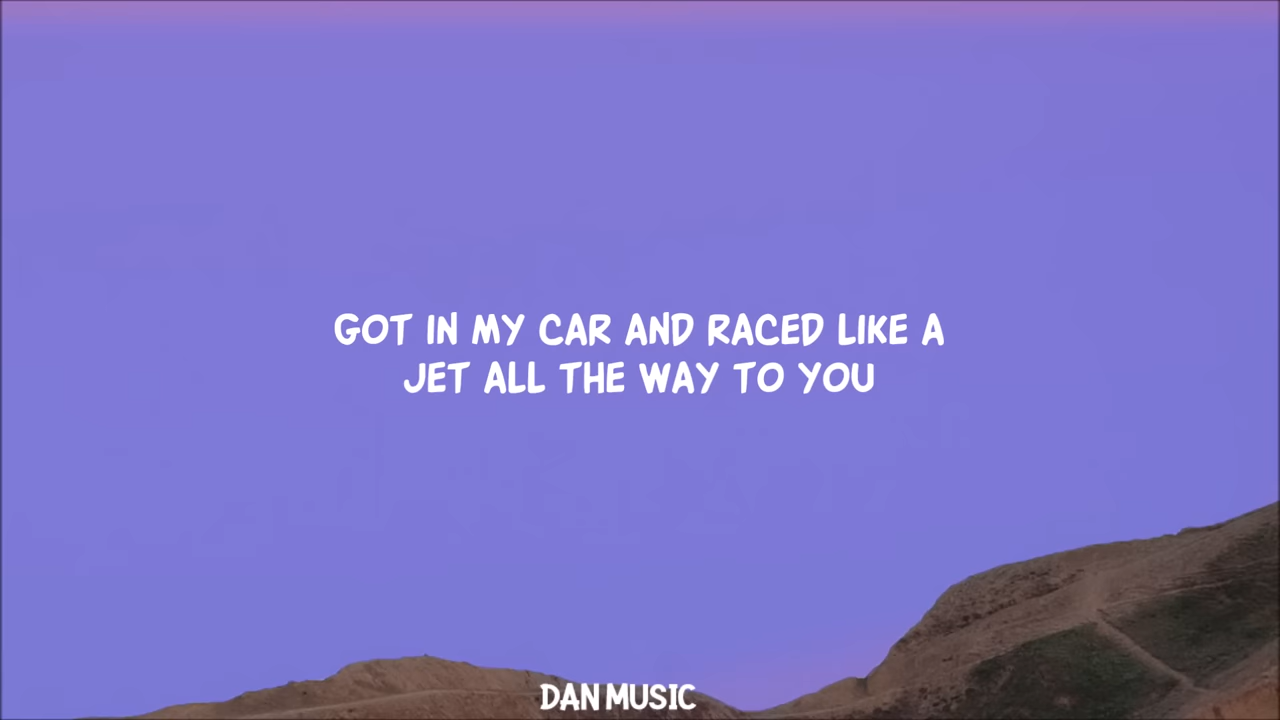 GOT IN MY CAR AND RACED LIKE A
JET ALL THE WAY TO YOU
DAN MUSIC